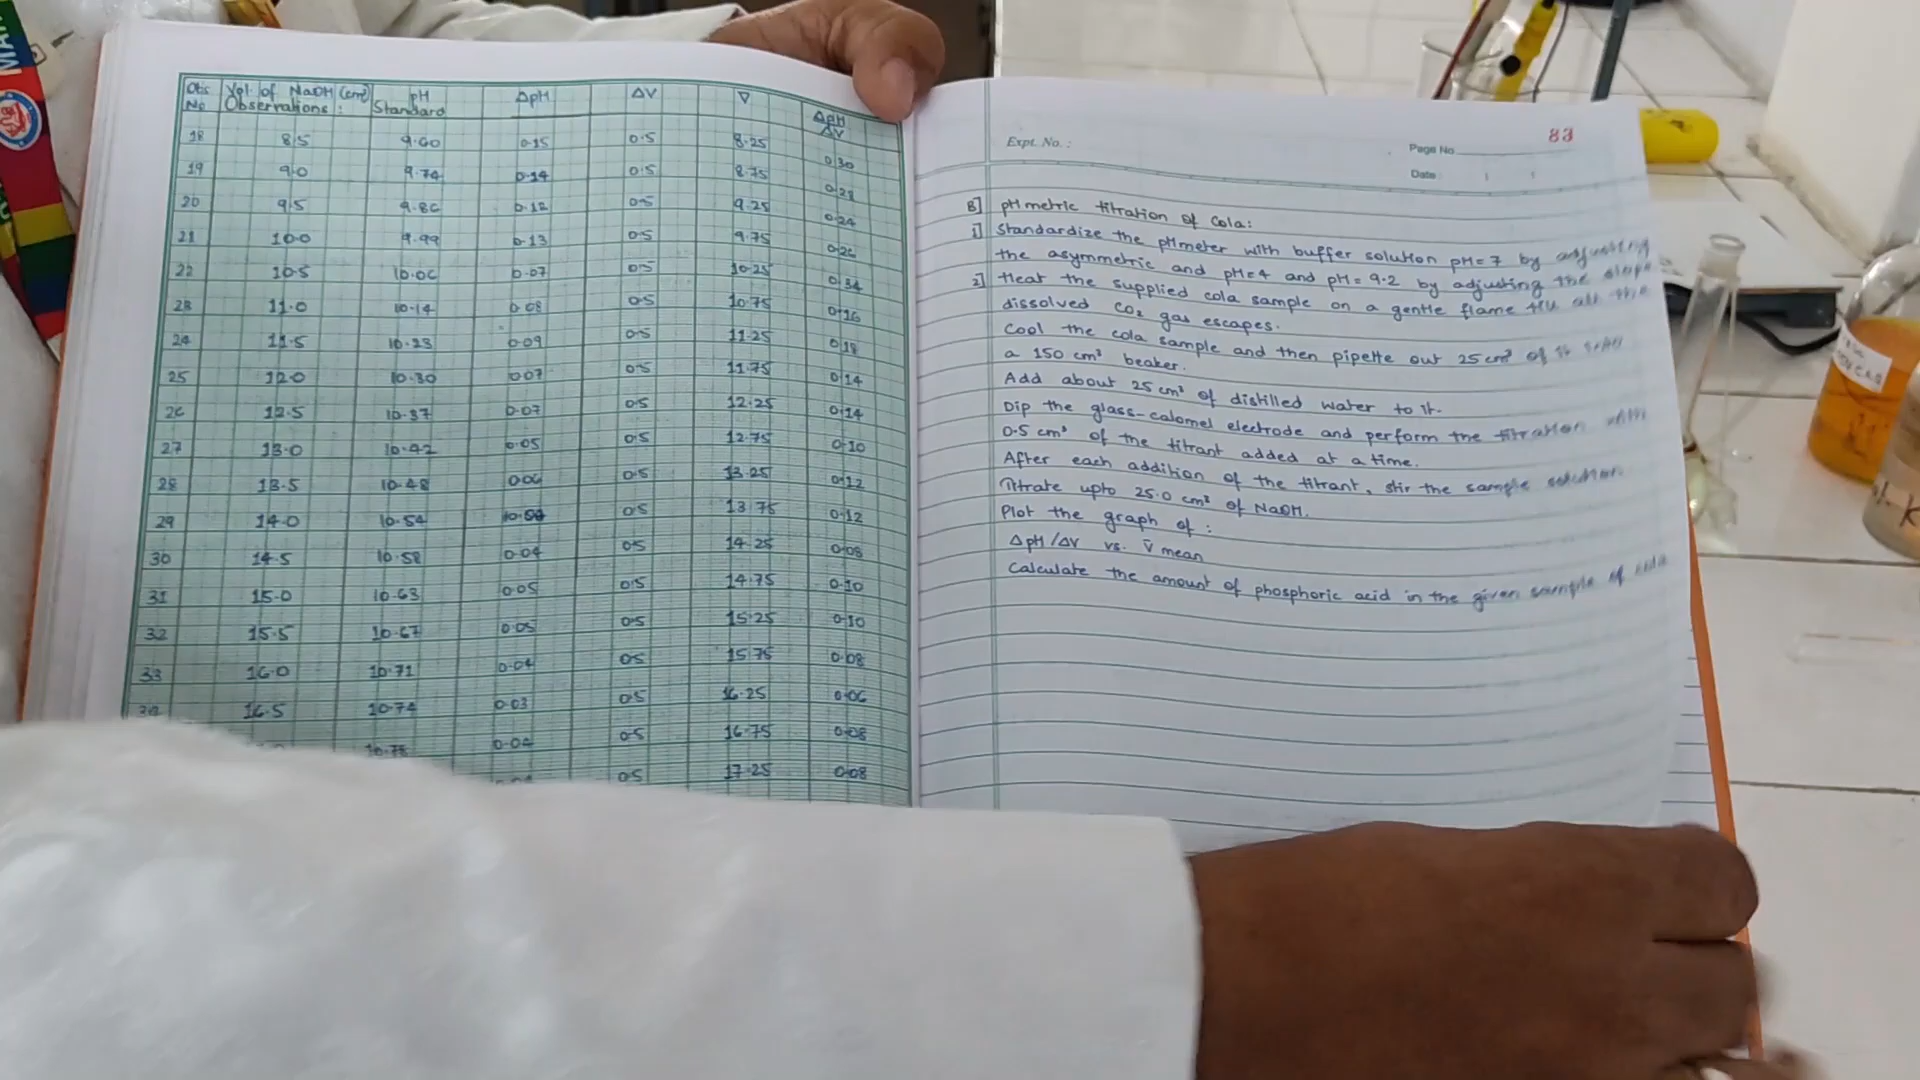 MAN
Obs. No Vol. of NaOH (cm³) Observations : pH Standard ΔpH ΔV V̄ ΔpH/ΔV
18 8.5 9.60 0.15 0.5 8.25 0.30
19 9.0 9.74 0.14 0.5 8.75 0.28
20 9.5 9.86 0.12 0.5 9.25 0.24
21 10.0 9.99 0.13 0.5 9.75 0.26
22 10.5 10.06 0.07 0.5 10.25 0.34
23 11.0 10.14 0.08 0.5 10.75 0.16
24 11.5 10.23 0.09 0.5 11.25 0.18
25 12.0 10.30 0.07 0.5 11.75 0.14
26 12.5 10.37 0.07 0.5 12.25 0.14
27 13.0 10.42 0.05 0.5 12.75 0.10
28 13.5 10.48 0.06 0.5 13.25 0.12
29 14.0 10.54 0.5 13.75 0.12
30 14.5 10.58 0.04 0.5 14.25 0.08
31 15.0 10.63 0.05 0.5 14.75 0.10
32 15.5 10.67 0.05 0.5 15.25 0.10
33 16.0 10.71 0.04 0.5 15.75 0.08
34 16.5 10.74 0.03 0.5 16.25 0.06
10.78 0.04 0.5 16.75 0.08
0.5 17.25 0.08
83
Expt. No. :
Page No.
Date
B] pH metric titration of Cola:
1] Standardize the pH meter with buffer solution pH=7 by adjusting
the asymmetric and pH=4 and pH=9.2 by adjusting the slope
2] Heat the supplied cola sample on a gentle flame till all the
dissolved CO₂ gas escapes.
Cool the cola sample and then pipette out 25 cm³ of it
a 150 cm³ beaker.
Add about 25 cm³ of distilled water to it.
Dip the glass-calomel electrode and perform the titration with
0.5 cm³ of the titrant added at a time.
After each addition of the titrant, stir the sample solution.
Titrate upto 25.0 cm³ of NaOH.
Plot the graph of :
ΔpH/ΔV vs. V̄ mean
Calculate the amount of phosphoric acid in the given sample of cola